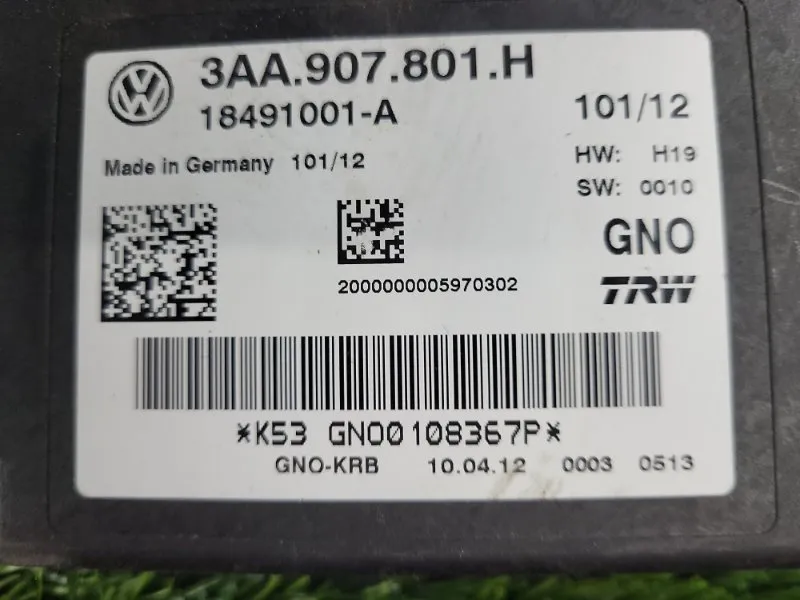 3AA.907.801.H
18491001-A
101/12
Made in Germany 101/12
HW: H19
SW: 0010
GNO
2000000005970302
TRW
*K53 GNO0108367P*
GNO-KRB 10.04.12 0003 0513